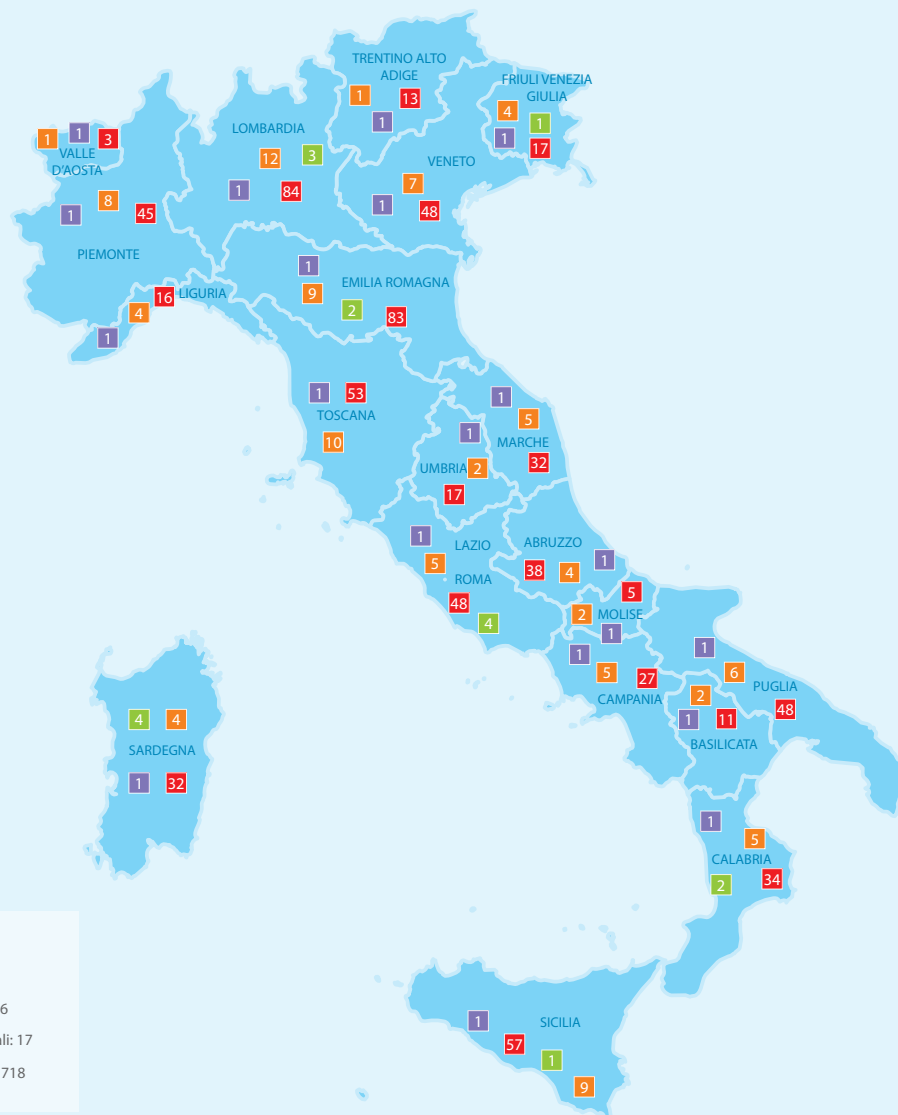 TRENTINO ALTO
ADIGE
1
13
1
FRIULI VENEZIA
GIULIA
4
1
1
17
1
1
3
VALLE
D'AOSTA
LOMBARDIA
12
3
1
84
VENETO
7
1
48
8
1
45
PIEMONTE
16
LIGURIA
4
1
1
EMILIA ROMAGNA
9
2
83
1
53
TOSCANA
10
1
5
MARCHE
32
1
UMBRIA
2
17
1
LAZIO
5
ROMA
48
4
ABRUZZO
1
38
4
5
2
MOLISE
1
1
5
27
CAMPANIA
1
6
PUGLIA
48
2
1
11
BASILICATA
4
4
SARDEGNA
1
32
1
5
CALABRIA
2
34
1
SICILIA
57
1
9
6
ali: 17
718